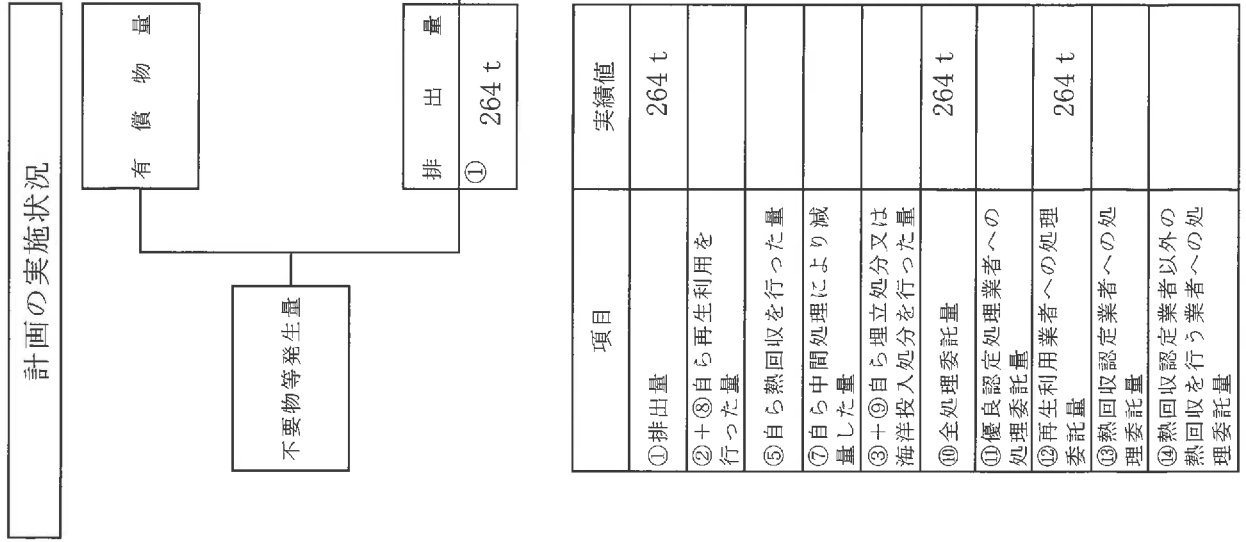 計画の実施状況
有償物量
不要物等発生量
排出量
①
264 t
項目
実績値
①排出量
264 t
②+⑧自ら再生利用を
行った量
⑤自ら熱回収を行った量
⑦自ら中間処理により減
量した量
③+⑨自ら埋立処分又は
海洋投入処分を行った量
⑩全処理委託量
264 t
⑪優良認定処理業者への
処理委託量
⑫再生利用業者への処理
委託量
264 t
⑬熱回収認定業者への処
理委託量
⑭熱回収認定業者以外の
熱回収を行う業者への処
理委託量